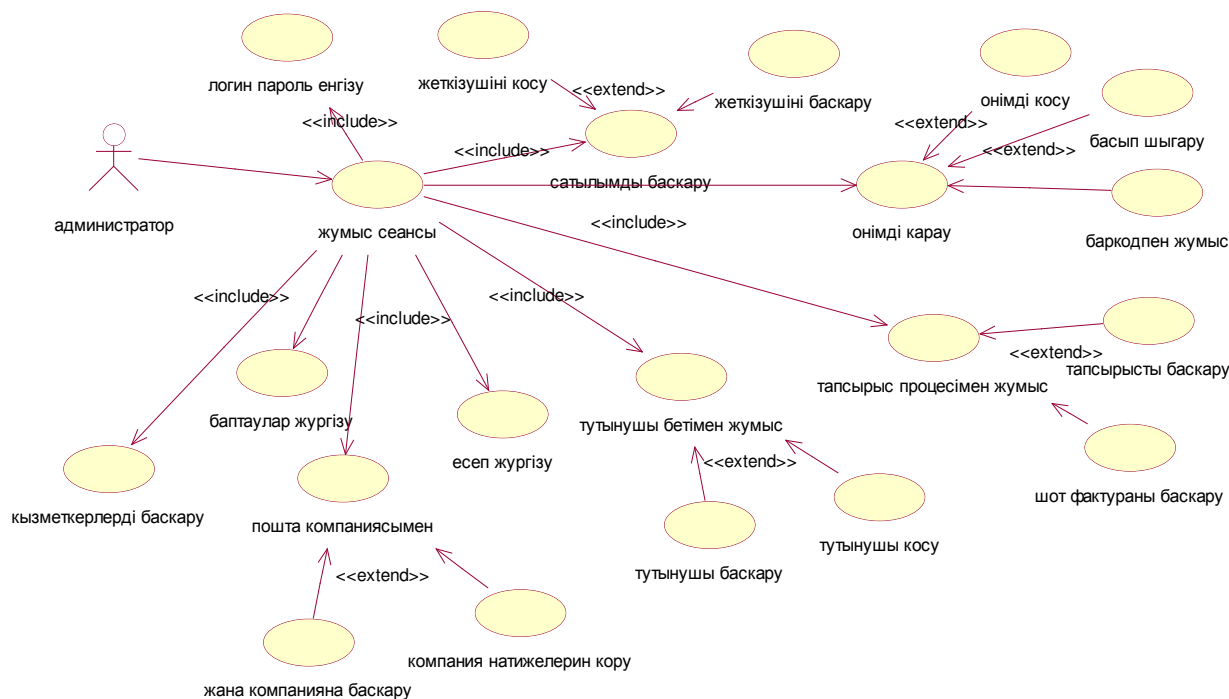 логин пароль енгізу
жеткізушіні косу
<<extend>>
жеткізушіні баскару
онімді косу
<<include>>
<<extend>>
басып шыгару
<<include>>
<<extend>>
сатылымды баскару
администратор
жумыс сеансы
онімді карау
баркодпен жумыс
<<include>>
<<include>>
<<include>>
<<include>>
<<extend>>
тапсырысты баскару
тапсырыс процесімен жумыс
баптаулар жургізу
тутынушы бетімен жумыс
есеп жургізу
<<extend>>
шот фактураны баскару
кызметкерлерді баскару
пошта компаниясымен
тутынушы косу
тутынушы баскару
<<extend>>
компания натижелерин кору
жана компанияна баскару